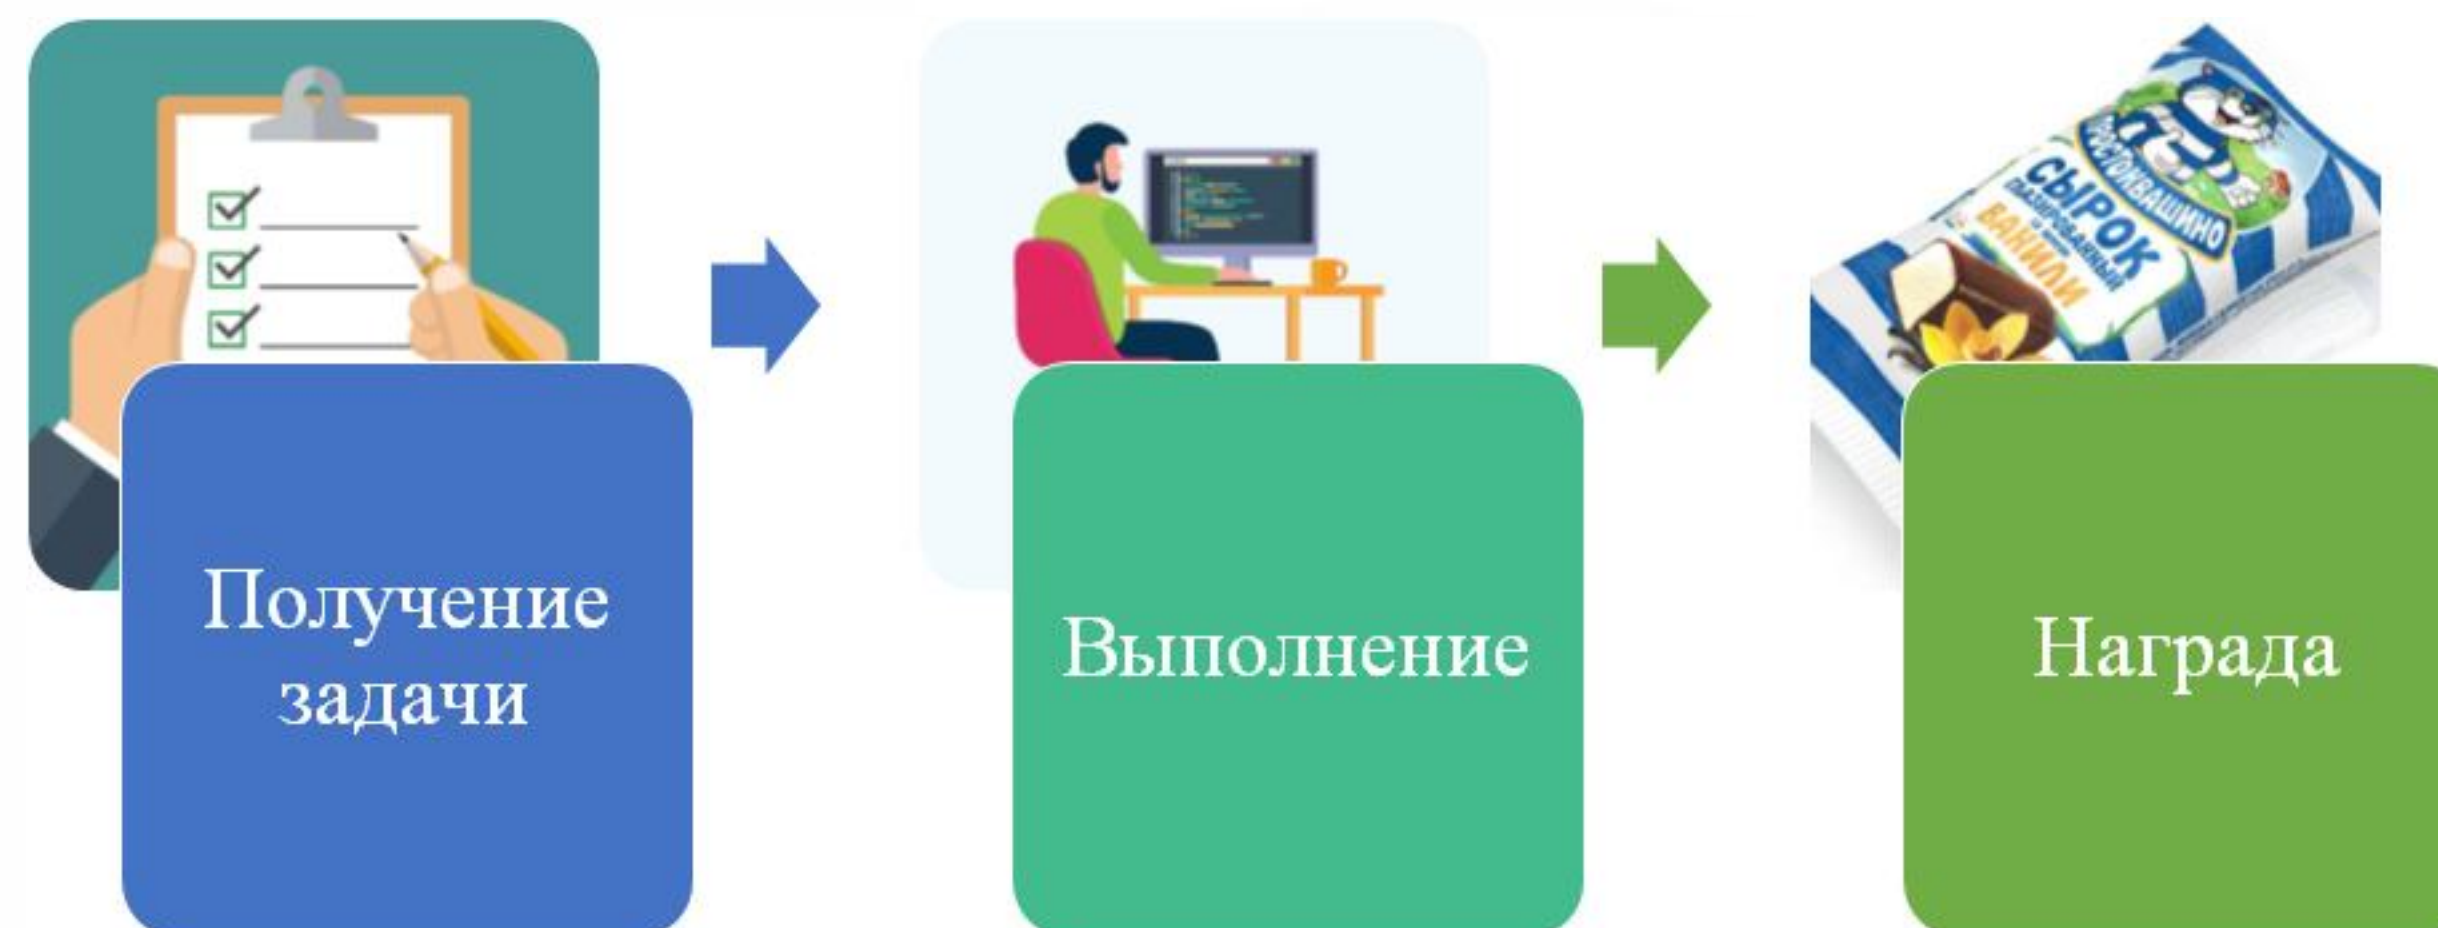 Получение
задачи
Выполнение
ПРОСТОКВАШИНО
СЫРОК
ГЛАЗИРОВАННЫЙ
ВАНИЛИ
Награда